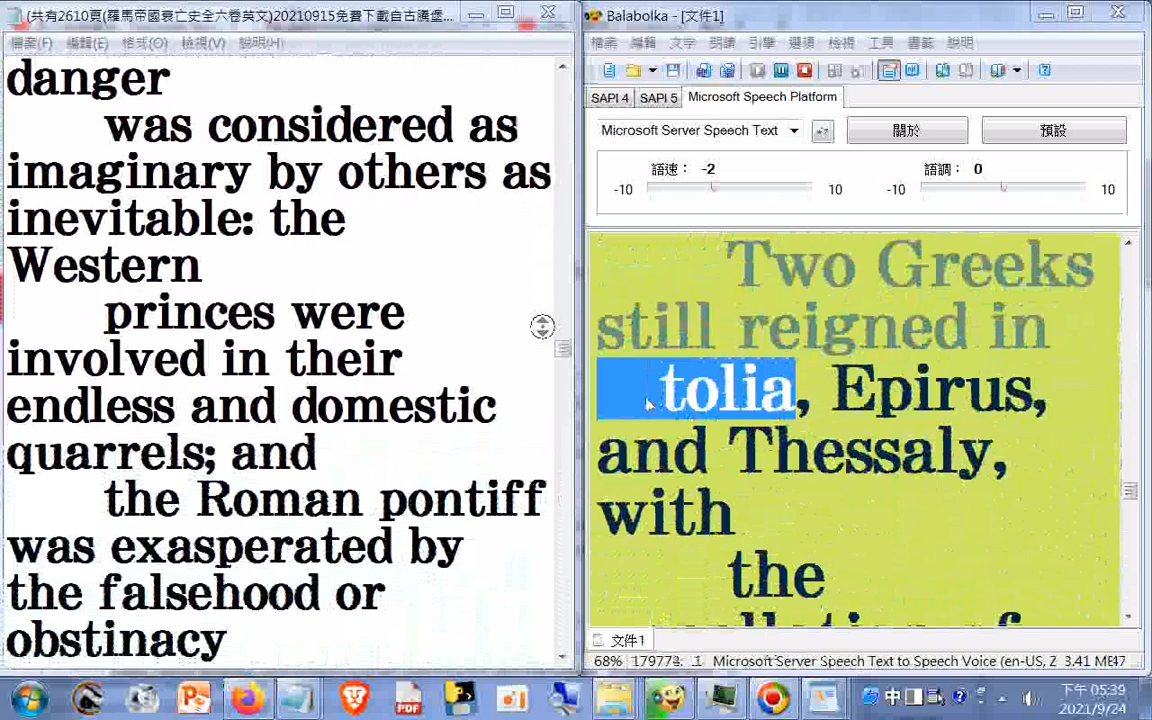 (共有2610頁(羅馬帝國衰亡史全六卷英文)20210915免費下載自古騰堡...
檔案(F) 編輯(E) 格式(O) 檢視(V) 說明(H)
danger
was considered as
imaginary by others as
inevitable: the
Western
princes were
involved in their
endless and domestic
quarrels; and
the Roman pontiff
was exasperated by
the falsehood or
obstinacy
Balabolka - [文件1]
檔案 編輯 文字 朗讀 引擎 選項 檢視 工具 書籤 說明
SAPI 4 SAPI 5 Microsoft Speech Platform
Microsoft Server Speech Text 關於 預設
語速: -2 語調: 0
-10 10 -10 10
Two Greeks
still reigned in
tolia, Epirus,
and Thessaly,
with
the
文件1
68% Microsoft Server Speech Text to Speech Voice (en-US, Z 3.41 MB
PDF 中 下午 05:39
2021/9/24